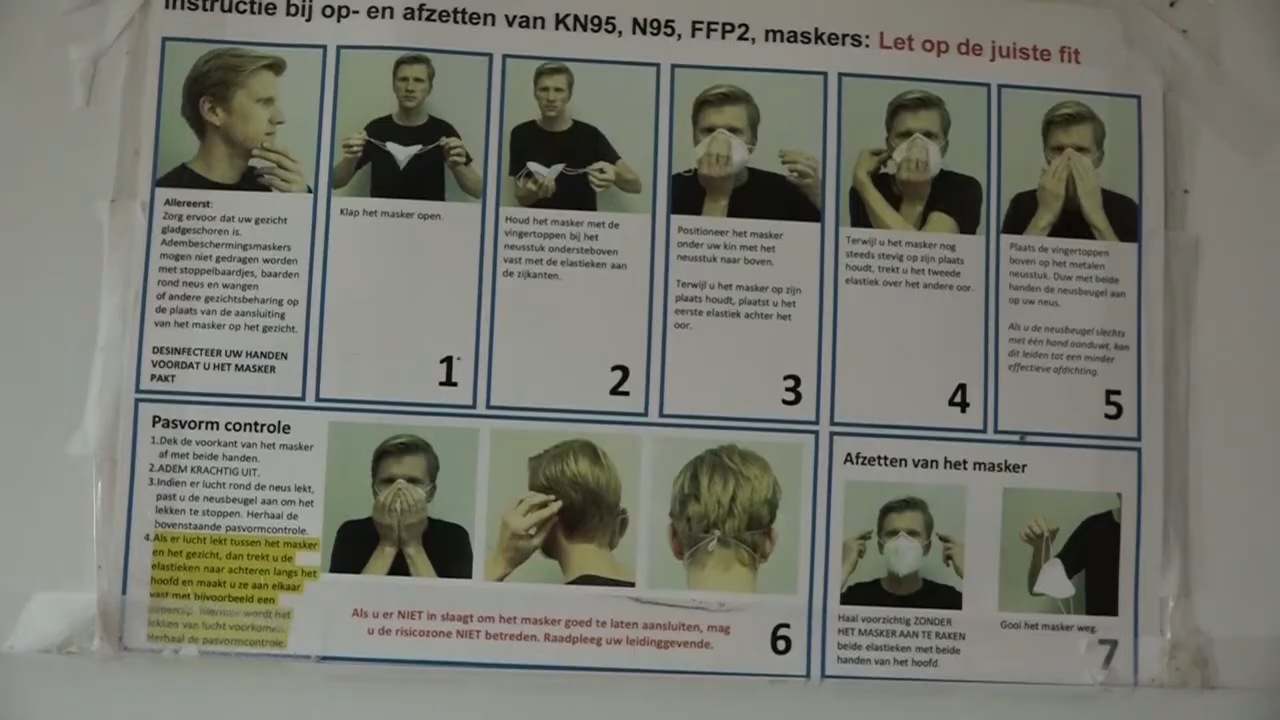 Instructie bij op- en afzetten van KN95, N95, FFP2, maskers: Let op de juiste fit
Allereerst:
Zorg ervoor dat uw gezicht
gladgeschoren is.
Adembeschermingsmaskers
mogen niet gedragen worden
met stoppelbaardjes, baarden
rond neus en wangen
of andere gezichtsbeharing op
de plaats van de aansluiting
van het masker op het gezicht.
DESINFECTEER UW HANDEN
VOORDAT U HET MASKER
PAKT
Klap het masker open.
1
Houd het masker met de
vingertoppen bij het
neusstuk ondersteboven
vast met de elastieken aan
de zijkanten.
2
Positioneer het masker
onder uw kin met het
neusstuk naar boven.
Terwijl u het masker op zijn
plaats houdt, plaatst u het
eerste elastiek achter het
oor.
3
Terwijl u het masker nog
steeds stevig op zijn plaats
houdt, trekt u het tweede
elastiek over het andere oor.
4
Plaats de vingertoppen
boven op het metalen
neusstuk. Duw met beide
handen de neusbeugel aan
op uw neus.
Als u de neusbeugel slechts
met één hand aanduwt, kan
dit leiden tot een minder
effectieve afdichting.
5
Pasvorm controle
1.Dek de voorkant van het masker
af met beide handen.
2.ADEM KRACHTIG UIT.
3.Indien er lucht rond de neus lekt,
past u de neusbeugel aan om het
lekken te stoppen. Herhaal de
bovenstaande pasvormcontrole.
4.Als er lucht lekt tussen het masker
en het gezicht, dan trekt u de
elastieken naar achteren langs het
hoofd en maakt u ze aan elkaar
vast met bijvoorbeeld een
paperclip. Hiermee wordt het
lekken van lucht voorkomen.
Herhaal de pasvormcontrole.
Als u er NIET in slaagt om het masker goed te laten aansluiten, mag
u de risicozone NIET betreden. Raadpleeg uw leidinggevende.
6
Afzetten van het masker
Haal voorzichtig ZONDER
HET MASKER AAN TE RAKEN
beide elastieken met beide
handen van het hoofd.
Gooi het masker weg.
7